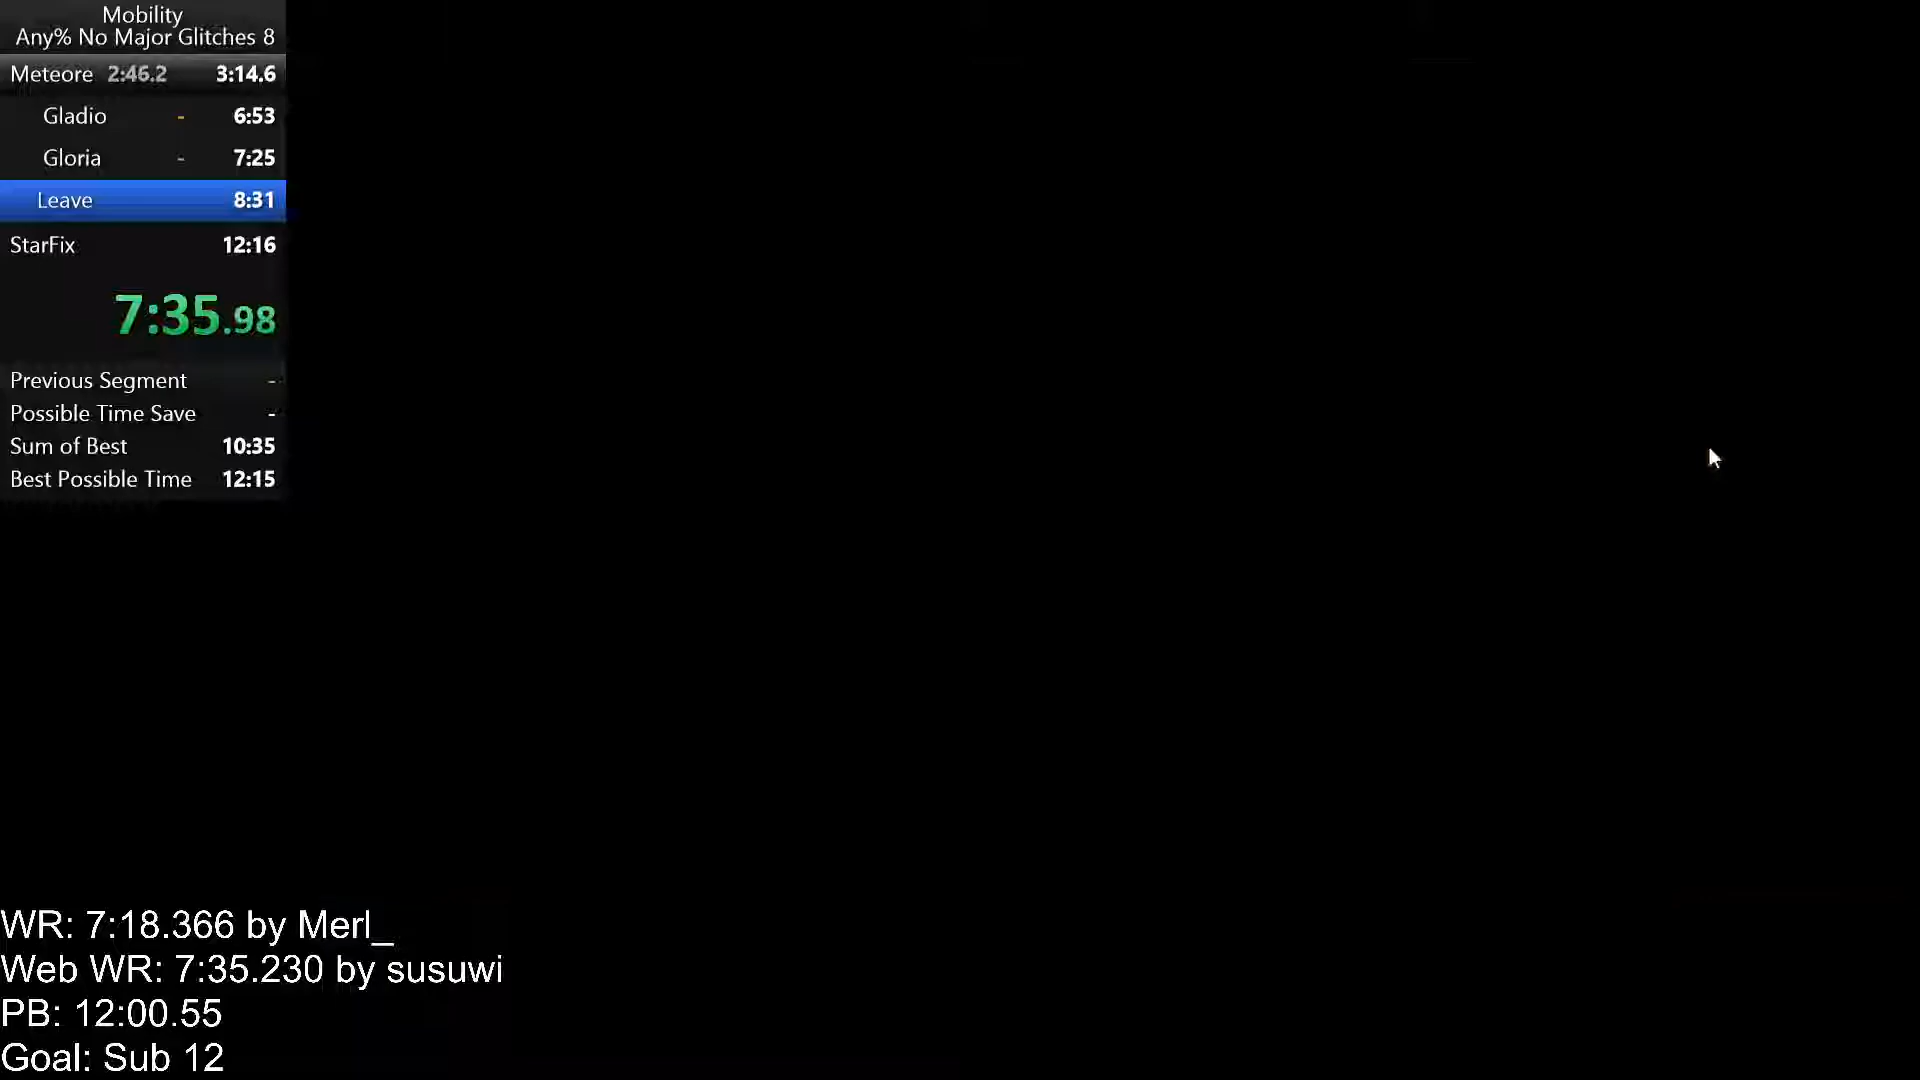 Mobility
Any% No Major Glitches 8
Meteore 2:46.2 3:14.6
Gladio - 6:53
Gloria - 7:25
Leave 8:31
StarFix 12:16
7:35.98
Previous Segment -
Possible Time Save -
Sum of Best 10:35
Best Possible Time 12:15
WR: 7:18.366 by Merl_
Web WR: 7:35.230 by susuwi
PB: 12:00.55
Goal: Sub 12